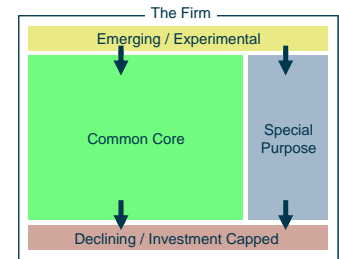 The Firm
Emerging / Experimental
Common Core
Special
Purpose
Declining / Investment Capped